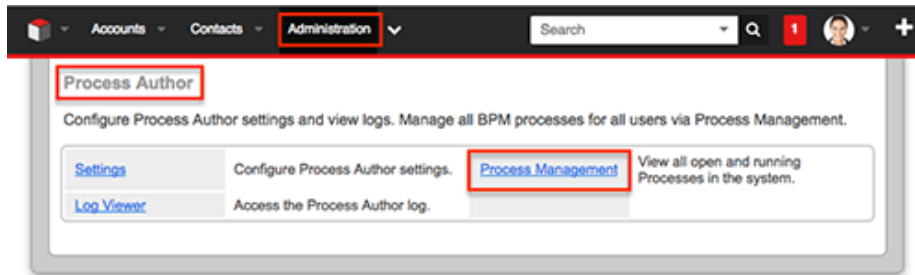 Accounts Contacts Administration Search 1
Process Author
Configure Process Author settings and view logs. Manage all BPM processes for all users via Process Management.
Settings Configure Process Author settings. Process Management View all open and running
Processes in the system.
Log Viewer Access the Process Author log.